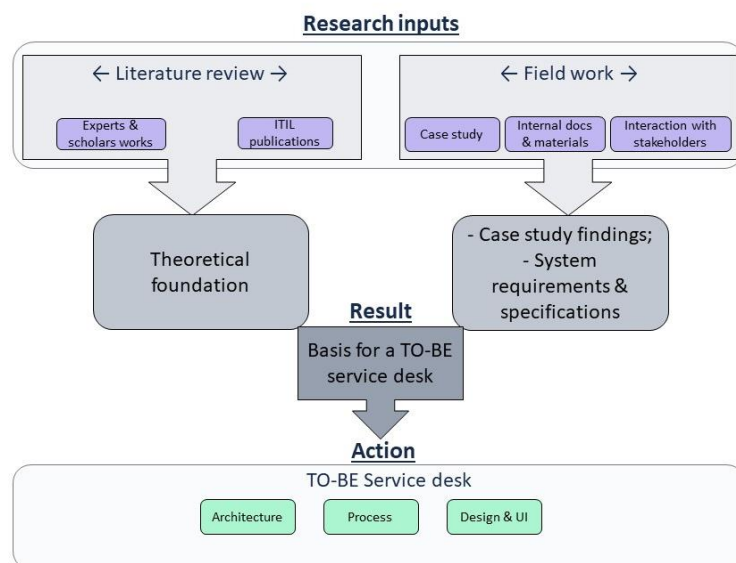 Research inputs
← Literature review →
Experts &
scholars works
ITIL
publications
← Field work →
Case study
Internal docs
& materials
Interaction with
stakeholders
Theoretical
foundation
- Case study findings;
- System
requirements &
specifications
Result
Basis for a TO-BE
service desk
Action
TO-BE Service desk
Architecture
Process
Design & UI